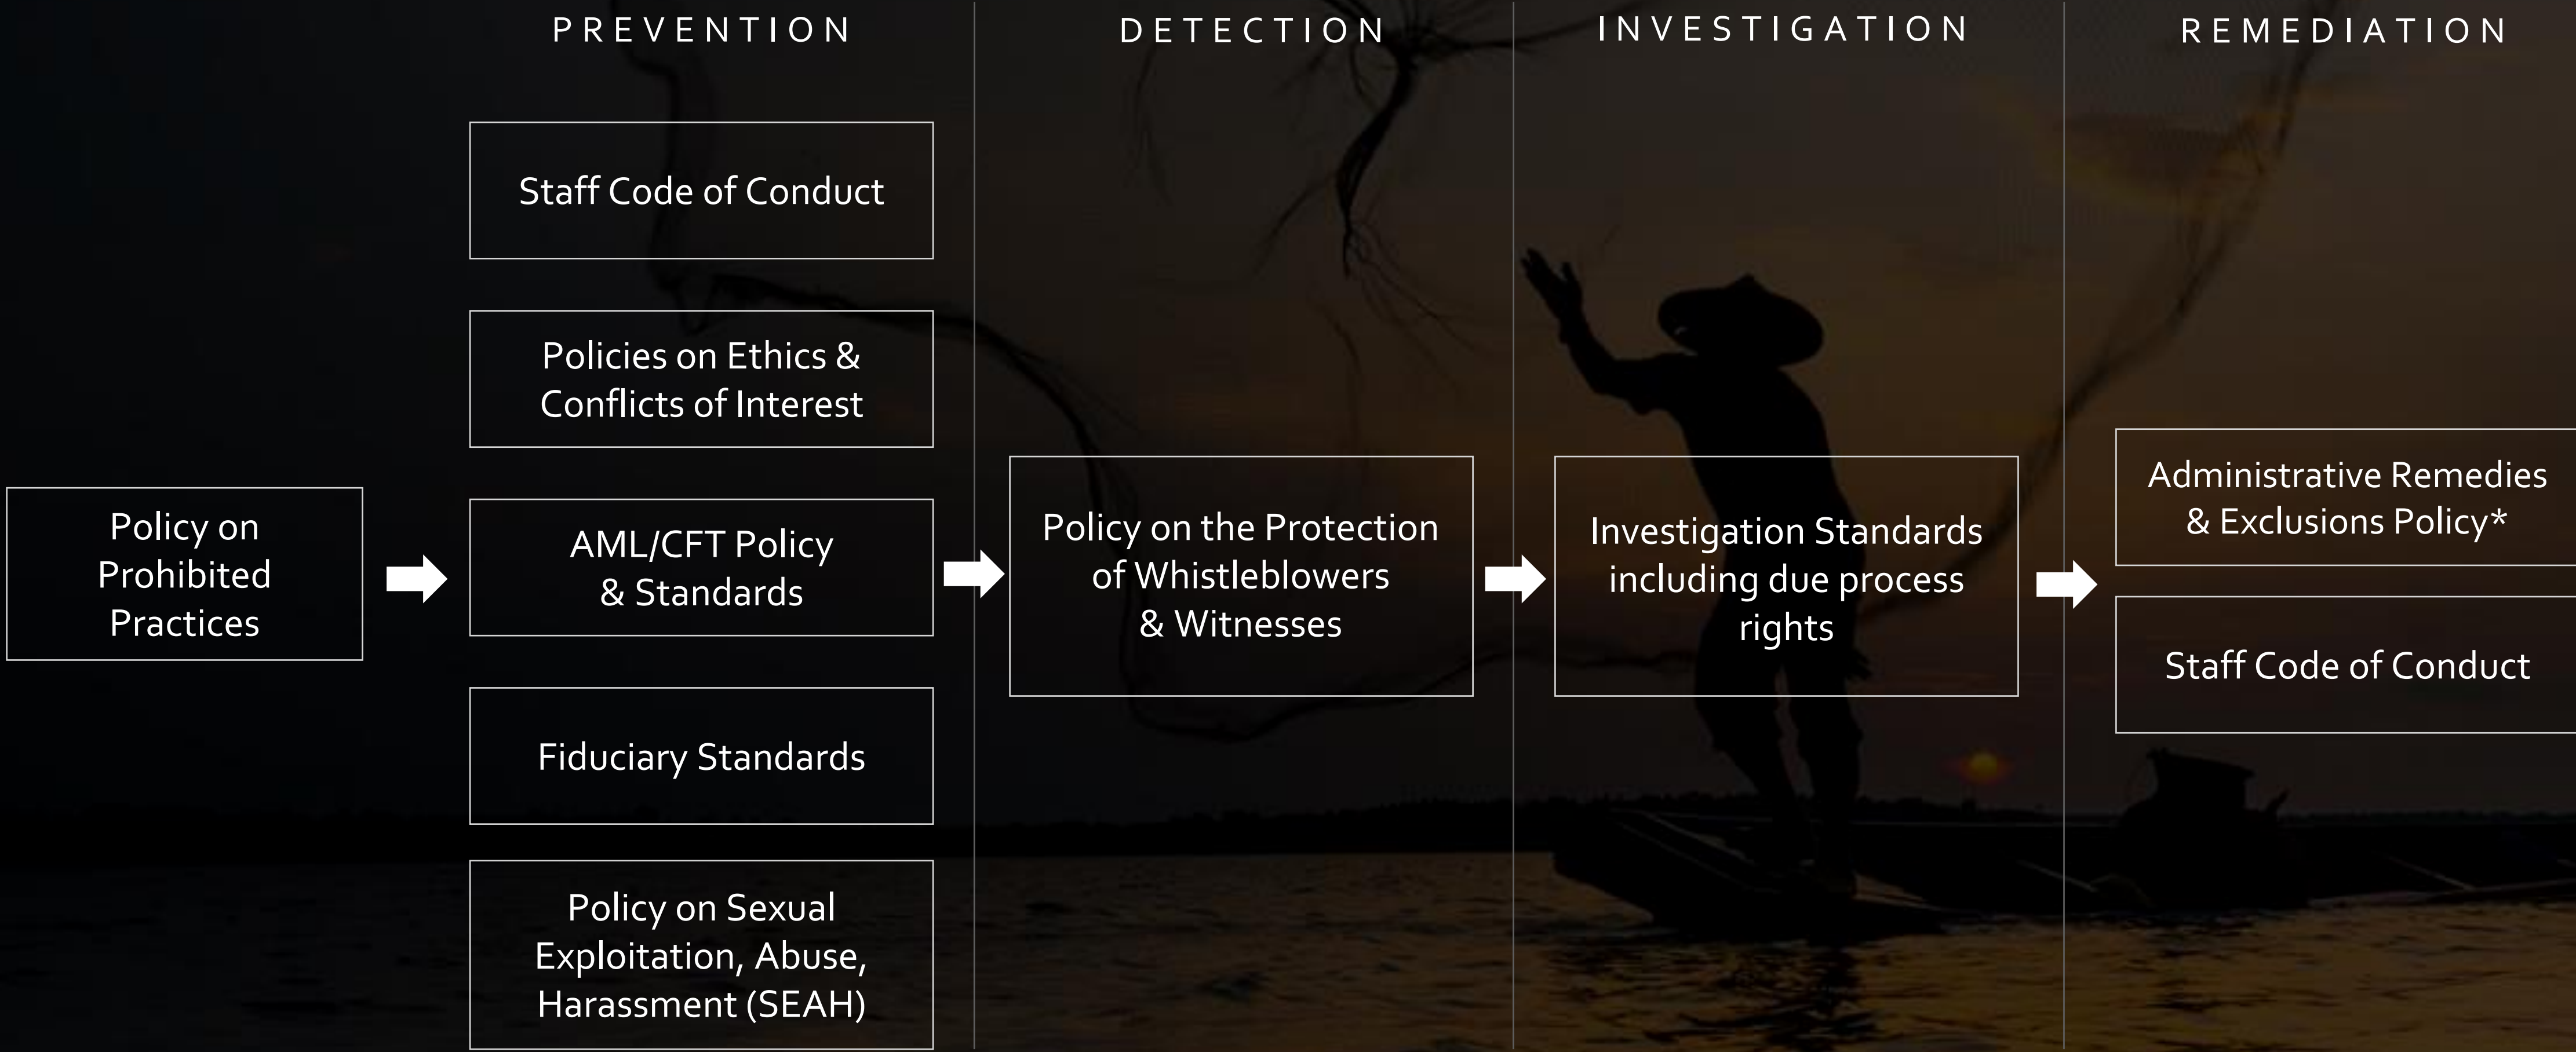 PREVENTION
DETECTION
INVESTIGATION
REMEDIATION
Policy on
Prohibited
Practices
Staff Code of Conduct
Policies on Ethics &
Conflicts of Interest
AML/CFT Policy
& Standards
Fiduciary Standards
Policy on Sexual
Exploitation, Abuse,
Harassment (SEAH)
Policy on the Protection
of Whistleblowers
& Witnesses
Investigation Standards
including due process
rights
Administrative Remedies
& Exclusions Policy*
Staff Code of Conduct